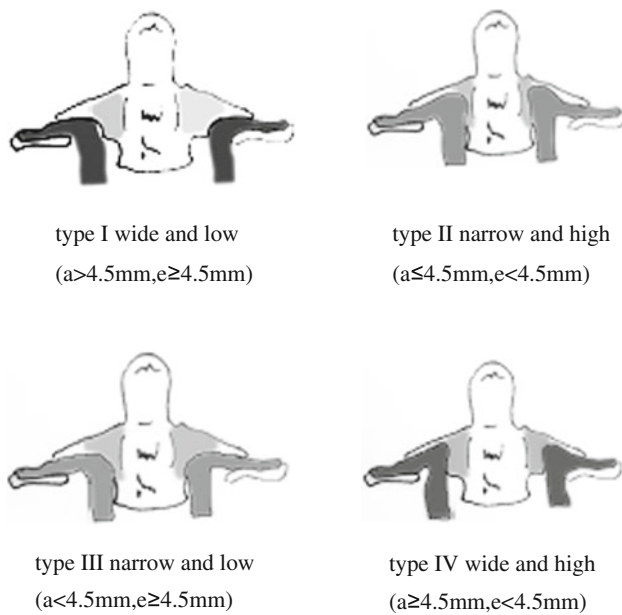 type I wide and low
(a>4.5mm,e≥4.5mm)
type II narrow and high
(a≤4.5mm,e<4.5mm)
type III narrow and low
(a<4.5mm,e≥4.5mm)
type IV wide and high
(a≥4.5mm,e<4.5mm)